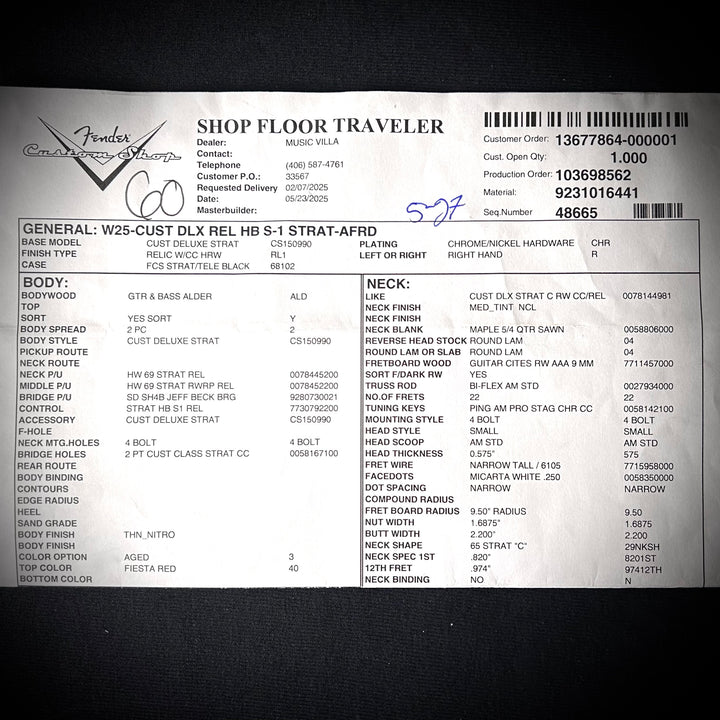 Fender
Custom Shop
SHOP FLOOR TRAVELER
Dealer: MUSIC VILLA
Contact:
Telephone (406) 587-4761
Customer P.O.: 33567
Requested Delivery 02/07/2025
Date: 05/23/2025
Masterbuilder:
60
5-27
Customer Order: 13677864-000001
Cust. Open Qty: 1.000
Production Order: 103698562
Material: 9231016441
Seq.Number 48665
GENERAL: W25-CUST DLX REL HB S-1 STRAT-AFRD
BASE MODEL CUST DELUXE STRAT CS150990 PLATING CHROME/NICKEL HARDWARE CHR
FINISH TYPE RELIC W/CC HRW RL1 LEFT OR RIGHT RIGHT HAND R
CASE FCS STRAT/TELE BLACK 68102
BODY:
BODYWOOD GTR & BASS ALDER ALD
TOP
SORT YES SORT Y
BODY SPREAD 2 PC 2
BODY STYLE CUST DELUXE STRAT CS150990
PICKUP ROUTE
NECK ROUTE
NECK P/U HW 69 STRAT REL 0078445200
MIDDLE P/U HW 69 STRAT RWRP REL 0078452200
BRIDGE P/U SD SH4B JEFF BECK BRG 9280730021
CONTROL STRAT HB S1 REL 7730792200
ACCESSORY CUST DELUXE STRAT CS150990
F-HOLE
NECK MTG.HOLES 4 BOLT 4 BOLT
BRIDGE HOLES 2 PT CUST CLASS STRAT CC 0058167100
REAR ROUTE
BODY BINDING
CONTOURS
EDGE RADIUS
HEEL
SAND GRADE
BODY FINISH THN_NITRO
BODY FINISH
COLOR OPTION AGED 3
TOP COLOR FIESTA RED 40
BOTTOM COLOR
NECK:
LIKE CUST DLX STRAT C RW CC/REL 0078144981
NECK FINISH MED_TINT NCL
NECK FINISH
NECK BLANK MAPLE 5/4 QTR SAWN 0058806000
REVERSE HEAD STOCK ROUND LAM 04
ROUND LAM OR SLAB ROUND LAM 04
FRETBOARD WOOD GUITAR CITES RW AAA 9 MM 7711457000
SORT F/DARK RW YES
TRUSS ROD BI-FLEX AM STD 0027934000
NO.OF FRETS 22 22
TUNING KEYS PING AM PRO STAG CHR CC 0058142100
MOUNTING STYLE 4 BOLT 4 BOLT
HEAD STYLE SMALL SMALL
HEAD SCOOP AM STD AM STD
HEAD THICKNESS 0.575" 575
FRET WIRE NARROW TALL / 6105 7715958000
FACEDOTS MICARTA WHITE .250 0058350000
DOT SPACING NARROW NARROW
COMPOUND RADIUS
FRET BOARD RADIUS 9.50" RADIUS 9.50
NUT WIDTH 1.6875" 1.6875
BUTT WIDTH 2.200" 2.200
NECK SHAPE 65 STRAT "C" 29NKSH
NECK SPEC 1ST .820" 8201ST
12TH FRET .974" 97412TH
NECK BINDING NO N